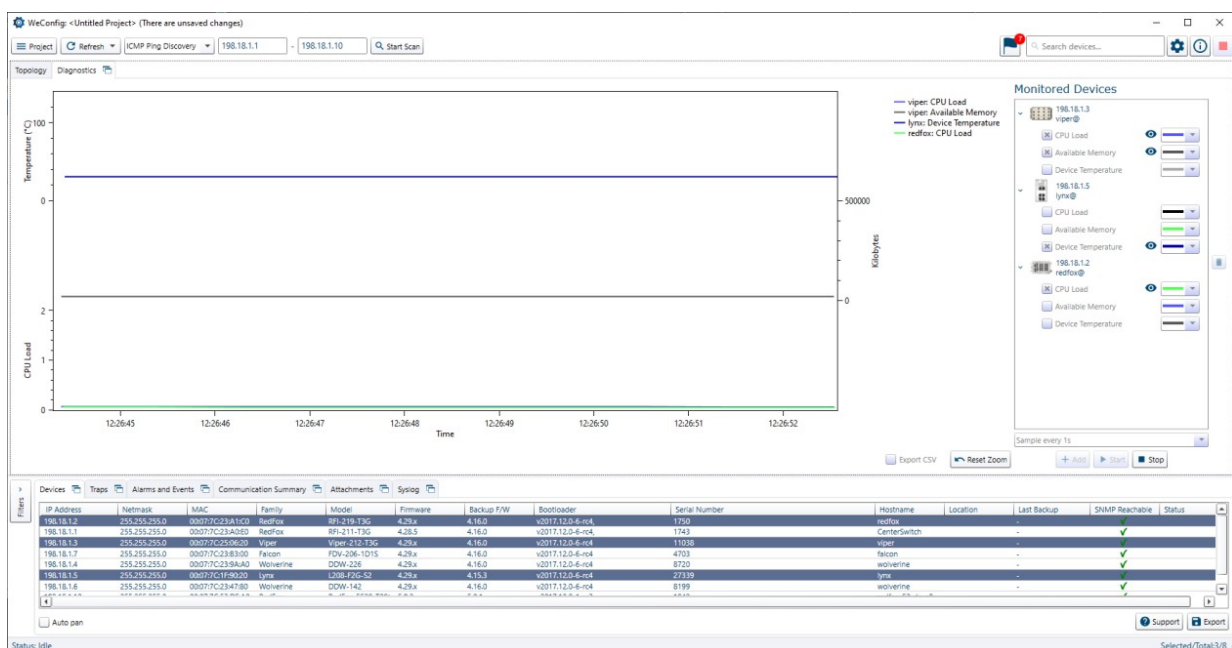 WeConfig: <Untitled Project> (There are unsaved changes)
Project Refresh ICMP Ping Discovery 198.18.1.1 - 198.18.1.10 Start Scan 7 Search devices...
Topology Diagnostics
Monitored Devices
198.18.1.3
viper@
CPU Load
Available Memory
Device Temperature
198.18.1.5
lynx@
CPU Load
Available Memory
Device Temperature
198.18.1.2
redfox@
CPU Load
Available Memory
Device Temperature
Sample every 1s
viper: CPU Load
viper: Available Memory
lynx: Device Temperature
redfox: CPU Load
Temperature (°C)
100
0
500000
0
Kilobytes
CPU Load
2
1
0
12:26:45 12:26:46 12:26:47 12:26:48 12:26:49 12:26:50 12:26:51 12:26:52
Time
Export CSV Reset Zoom Add Start Stop
Filters
Devices Traps Alarms and Events Communication Summary Attachments Syslog
IP Address Netmask MAC Family Model Firmware Backup F/W Bootloader Serial Number Hostname Location Last Backup SNMP Reachable Status
198.18.1.2 255.255.255.0 00:07:7C:23:A1:C0 RedFox RFI-219-T3G 4.29.x 4.16.0 v2017.12.0-6-rc4, 1750 redfox -
198.18.1.1 255.255.255.0 00:07:7C:23:A0:E0 RedFox RFI-211-T3G 4.28.5 4.16.0 v2017.12.0-6-rc4 1743 CenterSwitch -
198.18.1.3 255.255.255.0 00:07:7C:25:06:20 Viper Viper-212-T3G 4.29.x 4.16.0 v2017.12.0-6-rc4 11038 viper -
198.18.1.7 255.255.255.0 00:07:7C:23:83:00 Falcon FDV-206-1D1S 4.29.x 4.16.0 v2017.12.0-6-rc4 4703 falcon -
198.18.1.4 255.255.255.0 00:07:7C:23:9A:A0 Wolverine DDW-226 4.29.x 4.16.0 v2017.12.0-6-rc4 8720 wolverine -
198.18.1.5 255.255.255.0 00:07:7C:1F:90:20 Lynx L208-F2G-S2 4.29.x 4.15.3 v2017.12.0-6-rc4 27339 lynx -
198.18.1.6 255.255.255.0 00:07:7C:23:47:80 Wolverine DDW-142 4.29.x 4.16.0 v2017.12.0-6-rc4 8199 wolverine -
Auto pan Support Export
Status: Idle Selected/Total:3/8